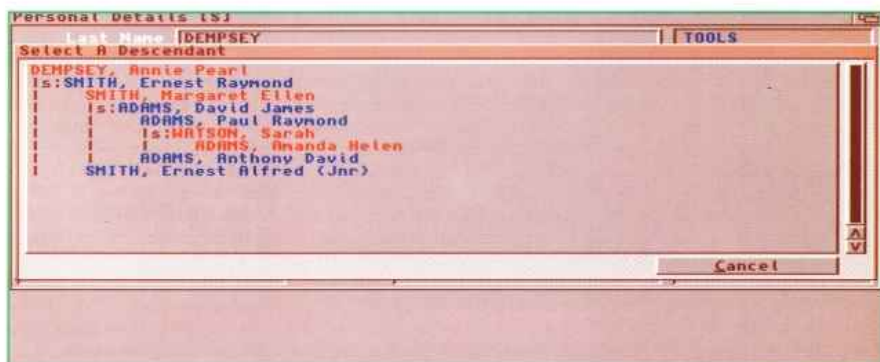 Personal Details [S]
Last Name DEMPSEY TOOLS
Select A Descendant
DEMPSEY, Annie Pearl
|s:SMITH, Ernest Raymond
| SMITH, Margaret Ellen
| |s:ADAMS, David James
| | ADAMS, Paul Raymond
| | |s:WATSON, Sarah
| | | ADAMS, Amanda Helen
| | ADAMS, Anthony David
| SMITH, Ernest Alfred (Jnr)
Cancel